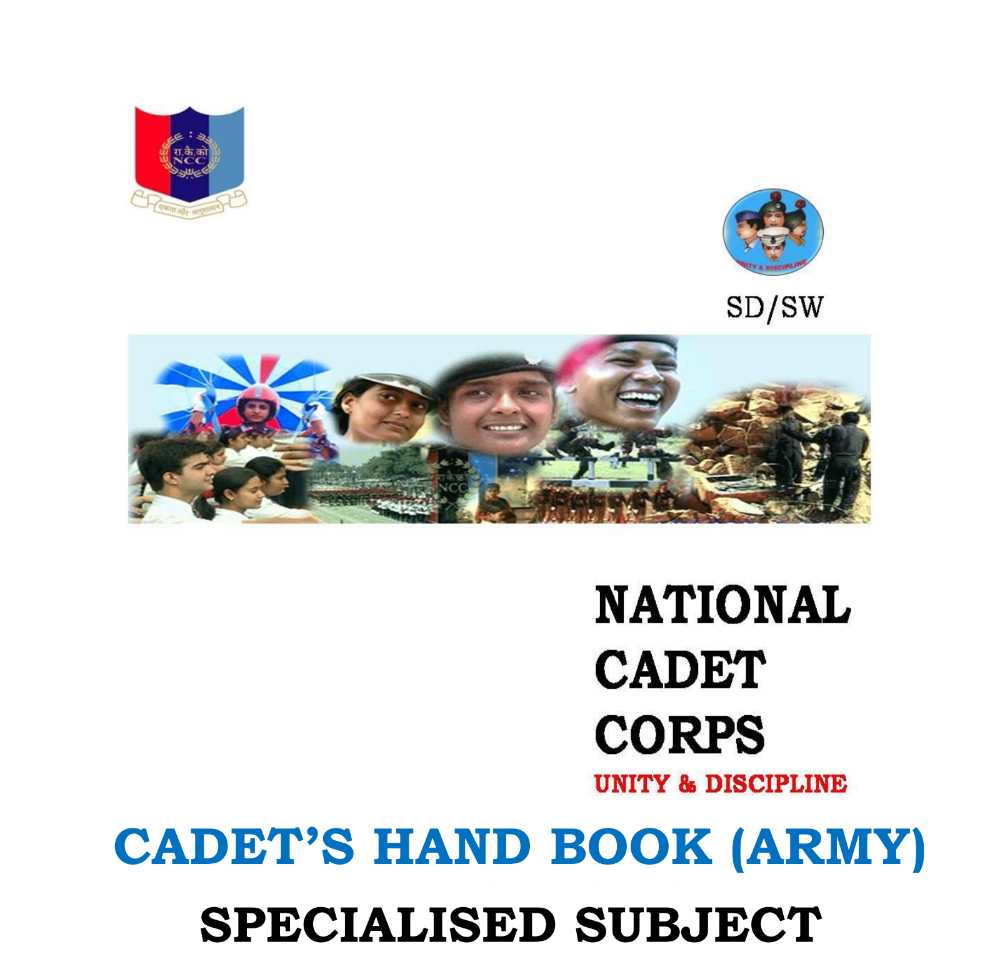 रा.कै.को
NCC
एकता और अनुशासन
UNITY & DISCIPLINE
SD/SW
NCC
NATIONAL
CADET
CORPS
UNITY & DISCIPLINE
CADET’S HAND BOOK (ARMY)
SPECIALISED SUBJECT